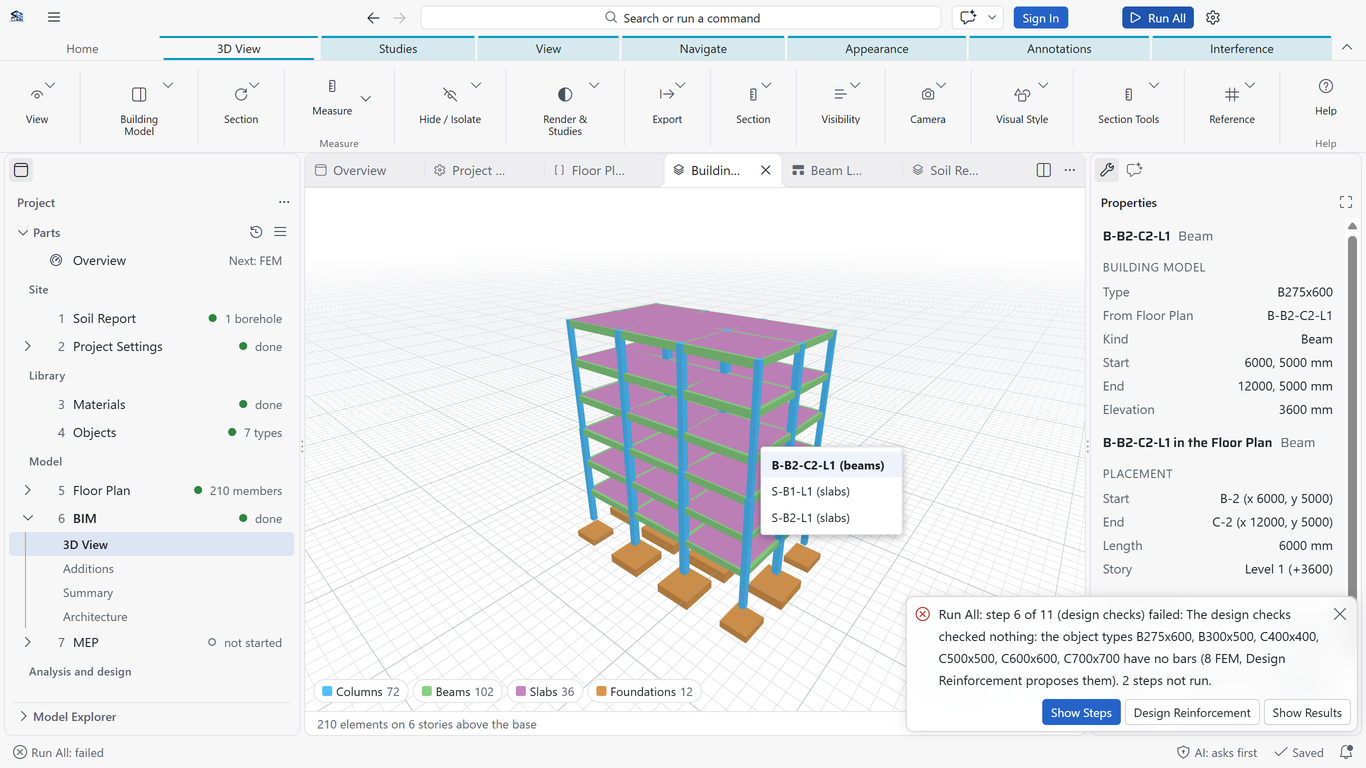 Search or run a command
Sign In
Run All
Home
3D View
Studies
View
Navigate
Appearance
Annotations
Interference
View
Building Model
Section
Measure
Measure
Hide / Isolate
Render & Studies
Export
Section
Visibility
Camera
Visual Style
Section Tools
Reference
Help
Help
Overview
Project ...
Floor Pl...
Buildin...
Beam L...
Soil Re...
Project
Parts
Overview Next: FEM
Site
1 Soil Report 1 borehole
2 Project Settings done
Library
3 Materials done
4 Objects 7 types
Model
5 Floor Plan 210 members
6 BIM done
3D View
Additions
Summary
Architecture
7 MEP not started
Analysis and design
Model Explorer
B-B2-C2-L1 (beams)
S-B1-L1 (slabs)
S-B2-L1 (slabs)
Columns 72
Beams 102
Slabs 36
Foundations 12
210 elements on 6 stories above the base
Properties
B-B2-C2-L1 Beam
BUILDING MODEL
Type B275x600
From Floor Plan B-B2-C2-L1
Kind Beam
Start 6000, 5000 mm
End 12000, 5000 mm
Elevation 3600 mm
B-B2-C2-L1 in the Floor Plan Beam
PLACEMENT
Start B-2 (x 6000, y 5000)
End C-2 (x 12000, y 5000)
Length 6000 mm
Story Level 1 (+3600)
Run All: step 6 of 11 (design checks) failed: The design checks
checked nothing: the object types B275x600, B300x500, C400x400,
C500x500, C600x600, C700x700 have no bars (8 FEM, Design
Reinforcement proposes them). 2 steps not run.
Show Steps
Design Reinforcement
Show Results
Run All: failed
AI: asks first
Saved